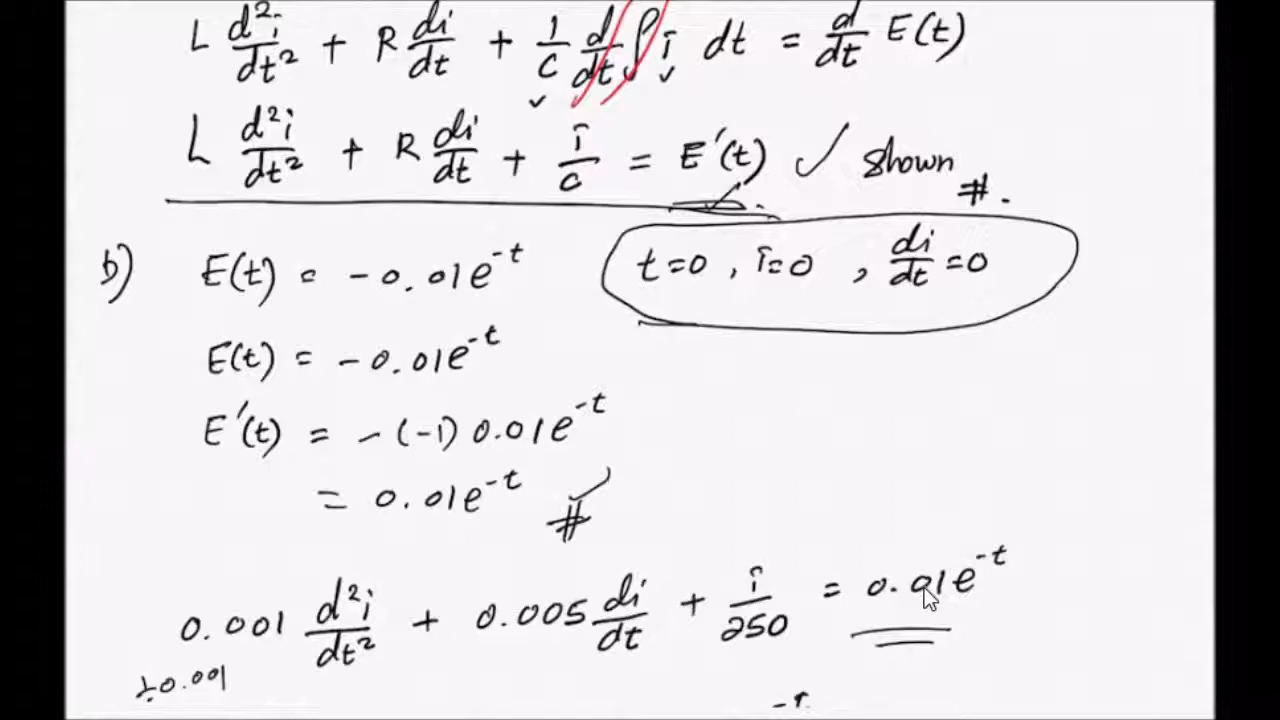 L d²i/dt² + R di/dt + 1/C d/dt ∫ i dt = d/dt E(t)
L d²i/dt² + R di/dt + i/C = E'(t) ✓ shown #.
b) E(t) = -0.01e^-t
t=0, i=0, di/dt=0
E(t) = -0.01e^-t
E'(t) = -(-1) 0.01e^-t
= 0.01e^-t #
0.001 d²i/dt² + 0.005 di/dt + i/250 = 0.01e^-t
÷0.001